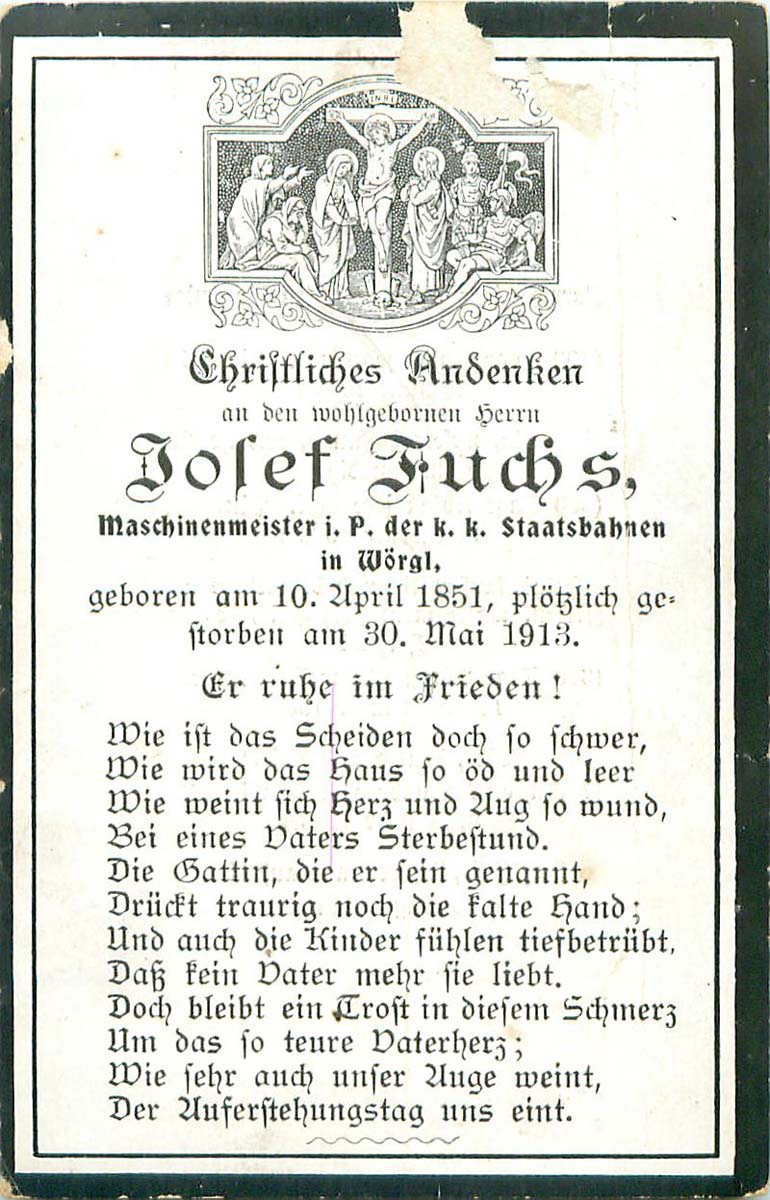 INRI
Christliches Andenken
an den wohlgebornen Herrn
Josef Fuchs,
Maschinenmeister i. P. der k. k. Staatsbahnen
in Wörgl,
geboren am 10. April 1851, plötzlich ge-
storben am 30. Mai 1913.
Er ruhe im Frieden!
Wie ist das Scheiden doch so schwer,
Wie wird das Haus so öd und leer
Wie weint sich Herz und Aug so wund,
Bei eines Vaters Sterbestund.
Die Gattin, die er sein genannt,
Drückt traurig noch die kalte Hand;
Und auch die Kinder fühlen tiefbetrübt,
Daß kein Vater mehr sie liebt.
Doch bleibt ein Trost in diesem Schmerz
Um das so teure Vaterherz;
Wie sehr auch unser Auge weint,
Der Auferstehungstag uns eint.